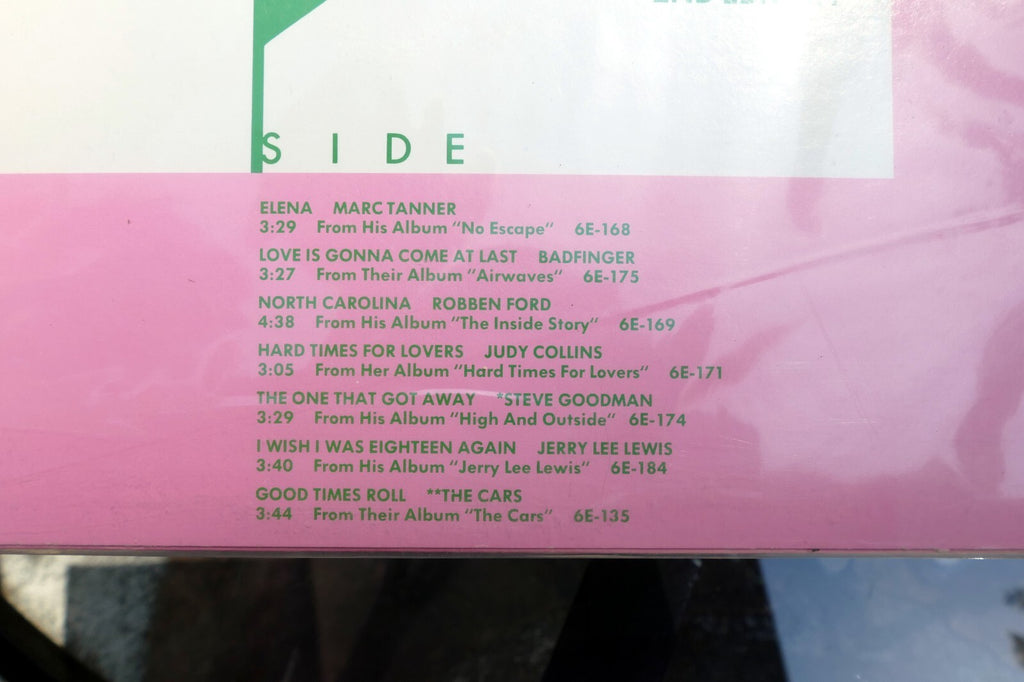 SIDE
ELENA MARC TANNER
3:29 From His Album "No Escape" 6E-168
LOVE IS GONNA COME AT LAST BADFINGER
3:27 From Their Album "Airwaves" 6E-175
NORTH CAROLINA ROBBEN FORD
4:38 From His Album "The Inside Story" 6E-169
HARD TIMES FOR LOVERS JUDY COLLINS
3:05 From Her Album "Hard Times For Lovers" 6E-171
THE ONE THAT GOT AWAY *STEVE GOODMAN
3:29 From His Album "High And Outside" 6E-174
I WISH I WAS EIGHTEEN AGAIN JERRY LEE LEWIS
3:40 From His Album "Jerry Lee Lewis" 6E-184
GOOD TIMES ROLL **THE CARS
3:44 From Their Album "The Cars" 6E-135